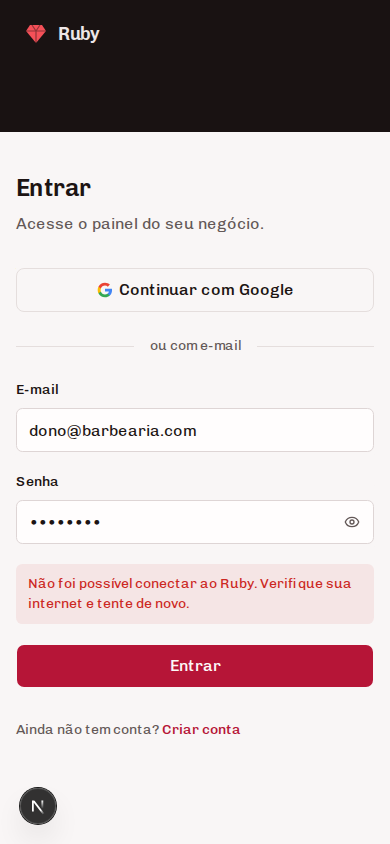 Ruby
Entrar
Acesse o painel do seu negócio.
Continuar com Google
ou com e-mail
E-mail
dono@barbearia.com
Senha
••••••••
Não foi possível conectar ao Ruby. Verifique sua
internet e tente de novo.
Entrar
Ainda não tem conta? Criar conta
N